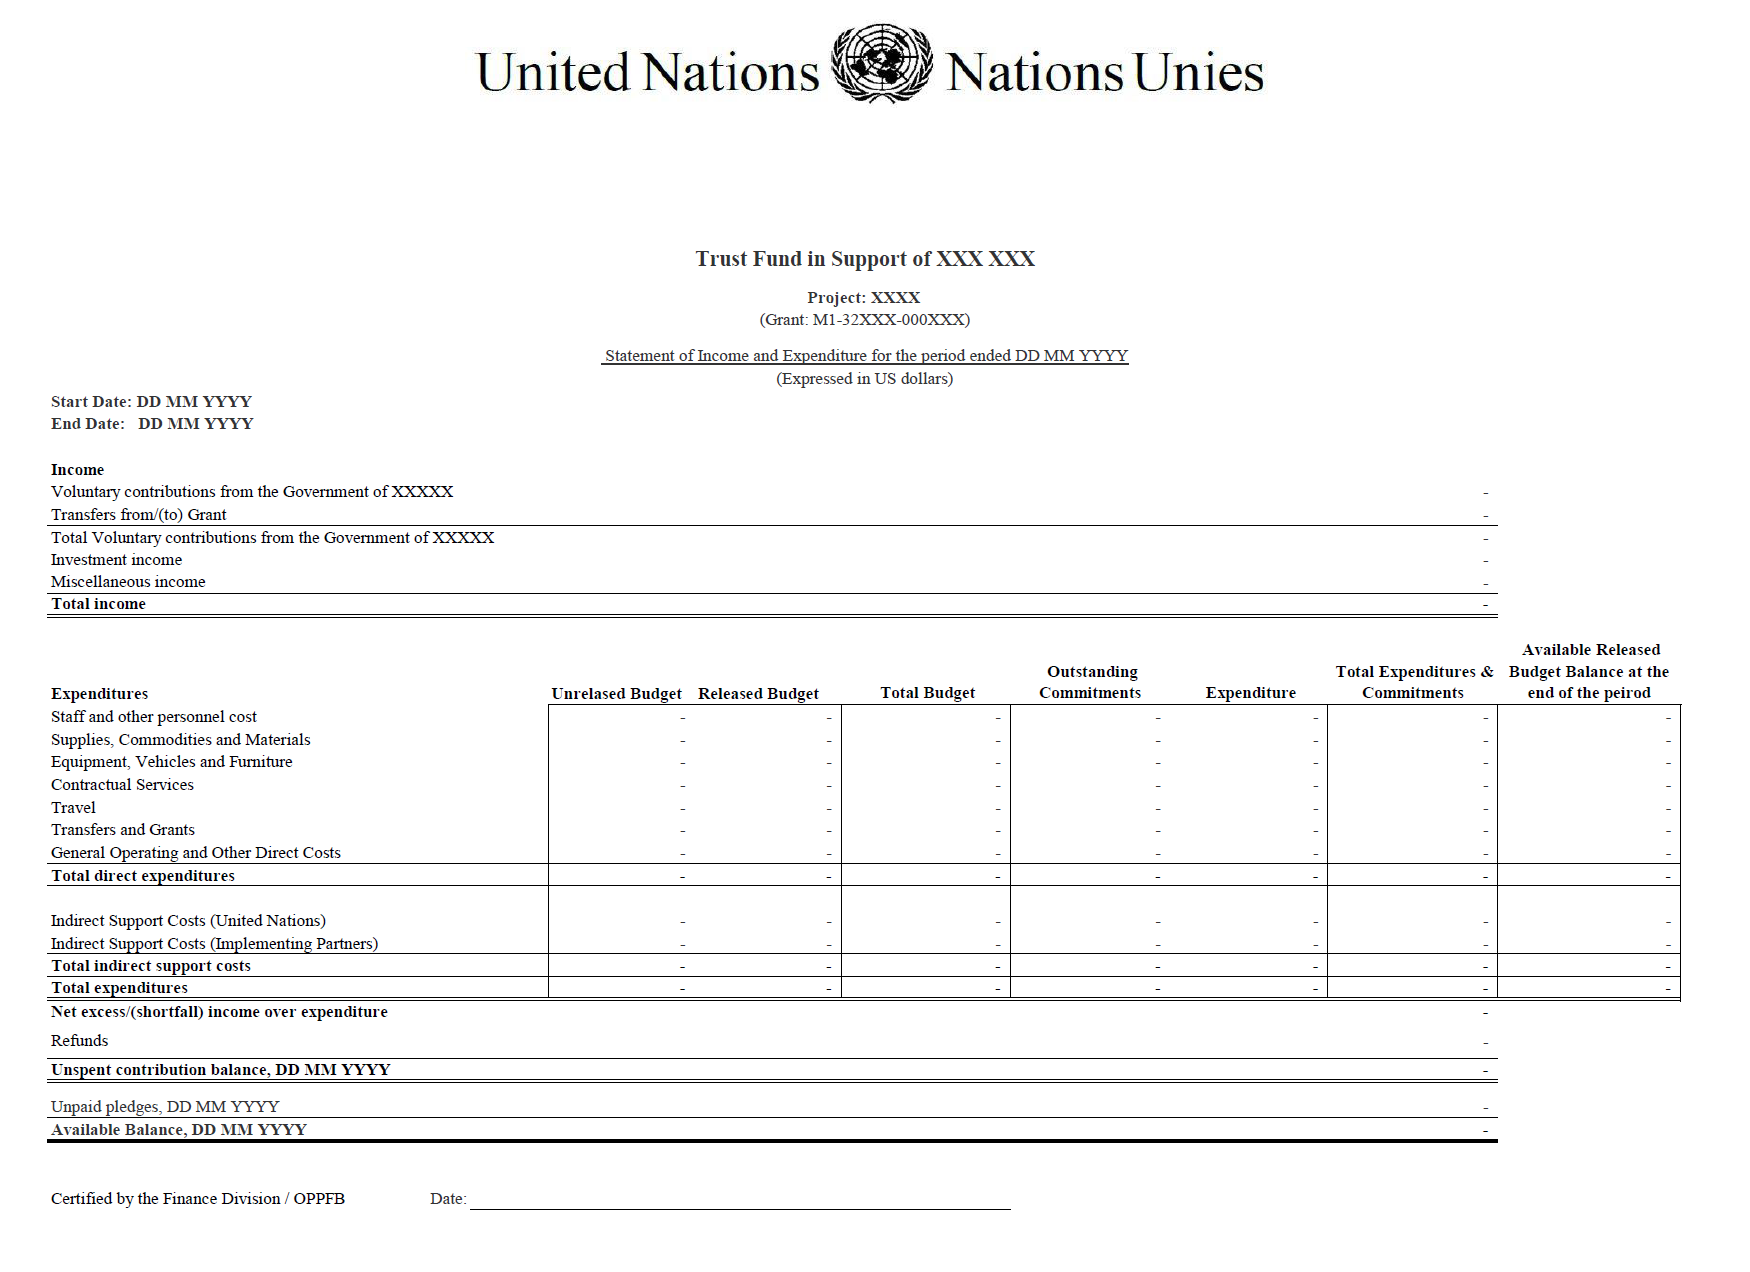 United Nations Nations Unies
Trust Fund in Support of XXX XXX
Project: XXXX
(Grant: M1-32XXX-000XXX)
Statement of Income and Expenditure for the period ended DD MM YYYY
(Expressed in US dollars)
Start Date: DD MM YYYY
End Date: DD MM YYYY
Income
Voluntary contributions from the Government of XXXXX -
Transfers from/(to) Grant -
Total Voluntary contributions from the Government of XXXXX -
Investment income -
Miscellaneous income -
Total income -
Available Released
Outstanding Total Expenditures & Budget Balance at the
Expenditures Unrelased Budget Released Budget Total Budget Commitments Expenditure Commitments end of the peirod
Staff and other personnel cost - - - - - - -
Supplies, Commodities and Materials - - - - - - -
Equipment, Vehicles and Furniture - - - - - - -
Contractual Services - - - - - - -
Travel - - - - - - -
Transfers and Grants - - - - - - -
General Operating and Other Direct Costs - - - - - - -
Total direct expenditures - - - - - - -
Indirect Support Costs (United Nations) - - - - - - -
Indirect Support Costs (Implementing Partners) - - - - - - -
Total indirect support costs - - - - - - -
Total expenditures - - - - - - -
Net excess/(shortfall) income over expenditure -
Refunds -
Unspent contribution balance, DD MM YYYY -
Unpaid pledges, DD MM YYYY -
Available Balance, DD MM YYYY -
Certified by the Finance Division / OPPFB Date: